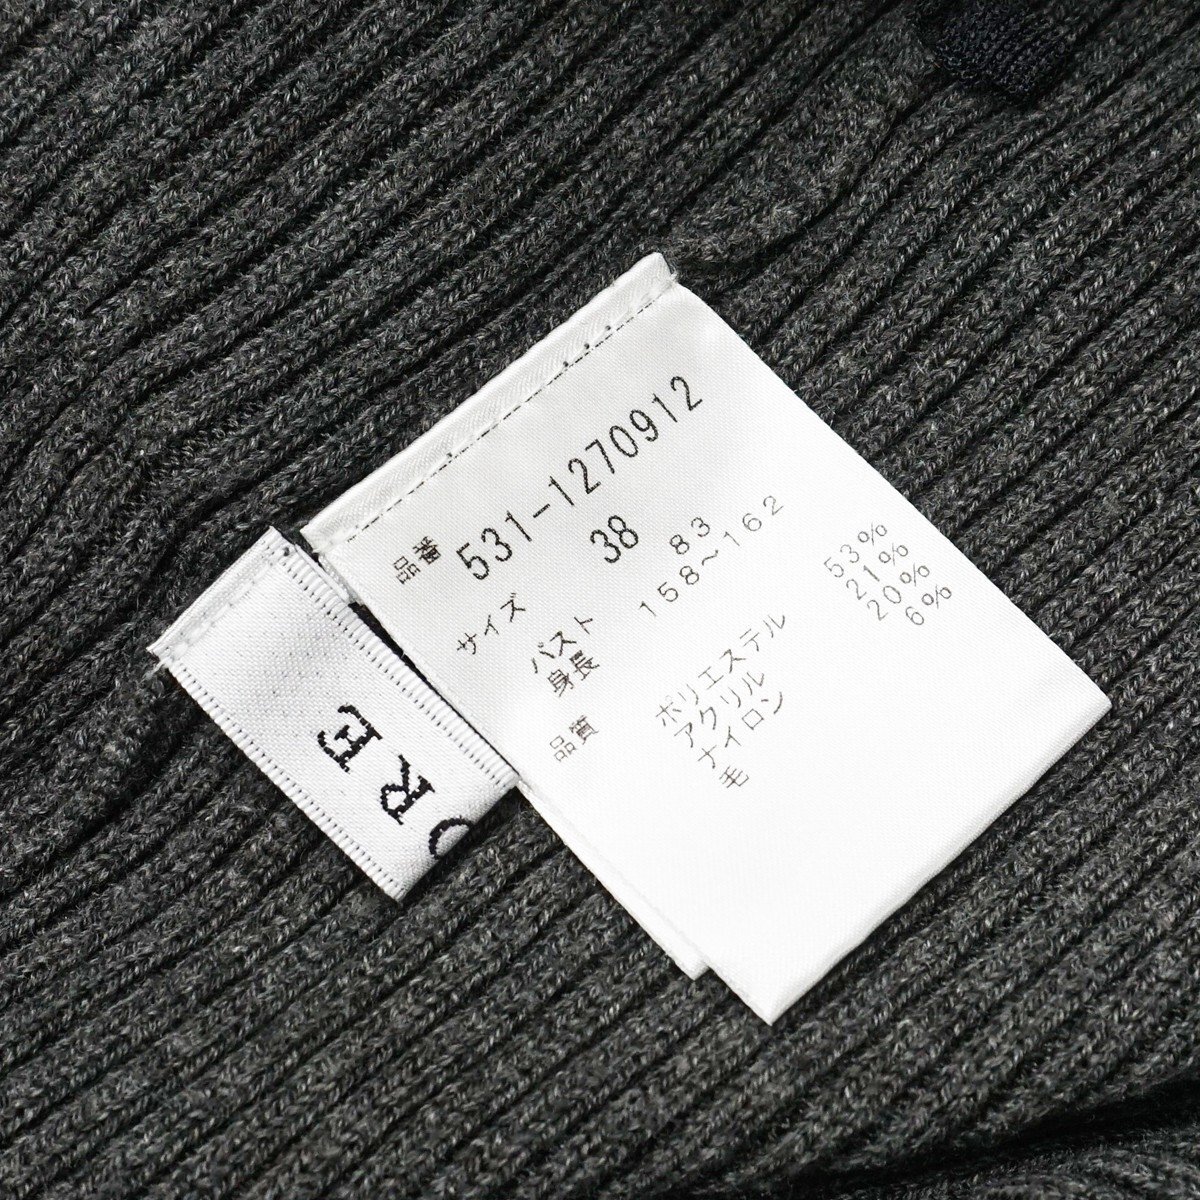 品番 531-1270912
サイズ 38
バスト 83
身長 158～162
品質 ポリエステル 53%
アクリル 21%
ナイロン 20%
毛 6%
ORE